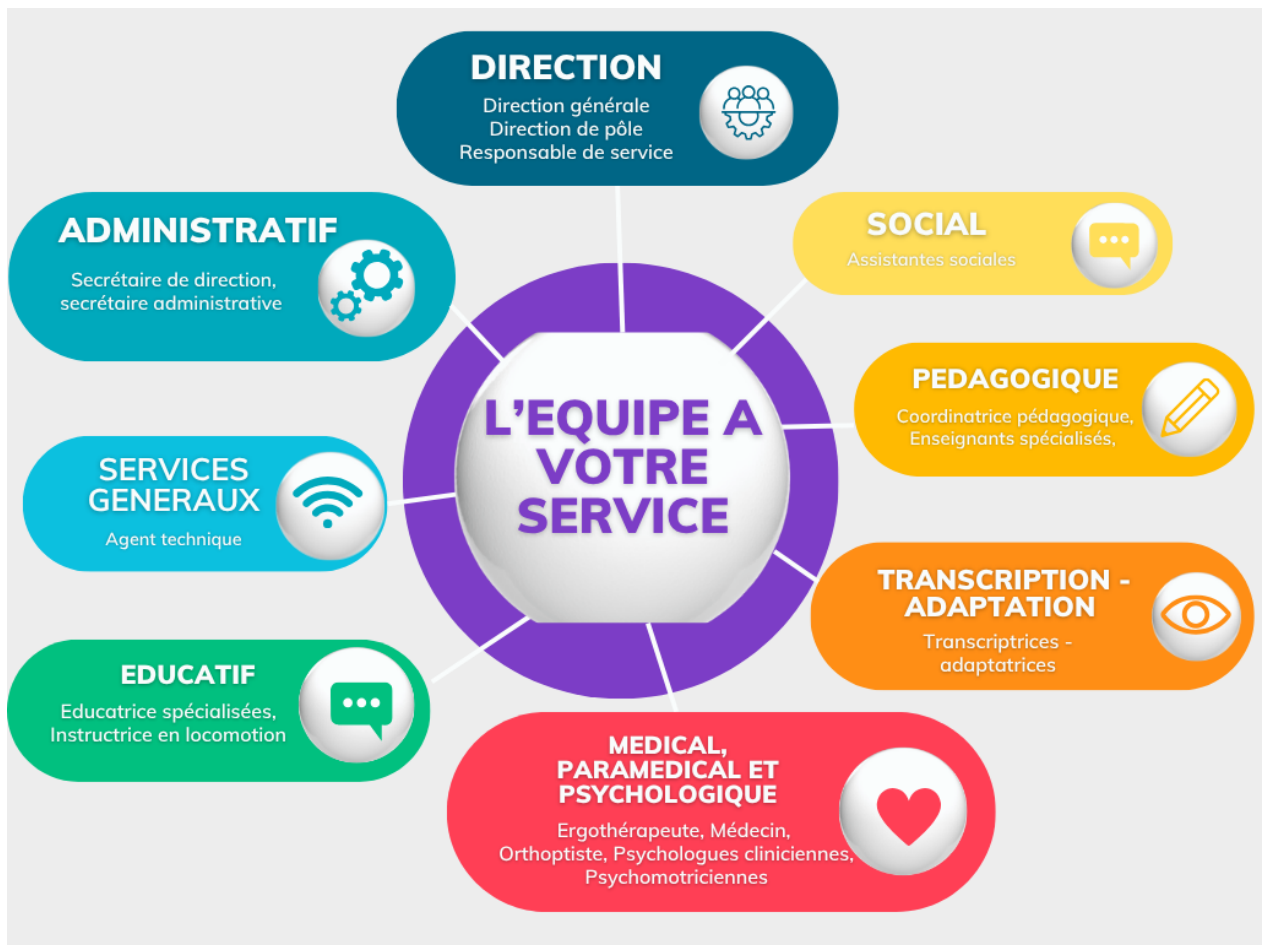 DIRECTION
Direction générale
Direction de pôle
Responsable de service
ADMINISTRATIF
Secrétaire de direction,
secrétaire administrative
SOCIAL
Assistantes sociales
PEDAGOGIQUE
Coordinatrice pédagogique,
Enseignants spécialisés,
L'EQUIPE A
VOTRE
SERVICE
SERVICES
GENERAUX
Agent technique
TRANSCRIPTION -
ADAPTATION
Transcriptrices -
adaptatrices
EDUCATIF
Educatrice spécialisées,
Instructrice en locomotion
MEDICAL,
PARAMEDICAL ET
PSYCHOLOGIQUE
Ergothérapeute, Médecin,
Orthoptiste, Psychologues cliniciennes,
Psychomotriciennes